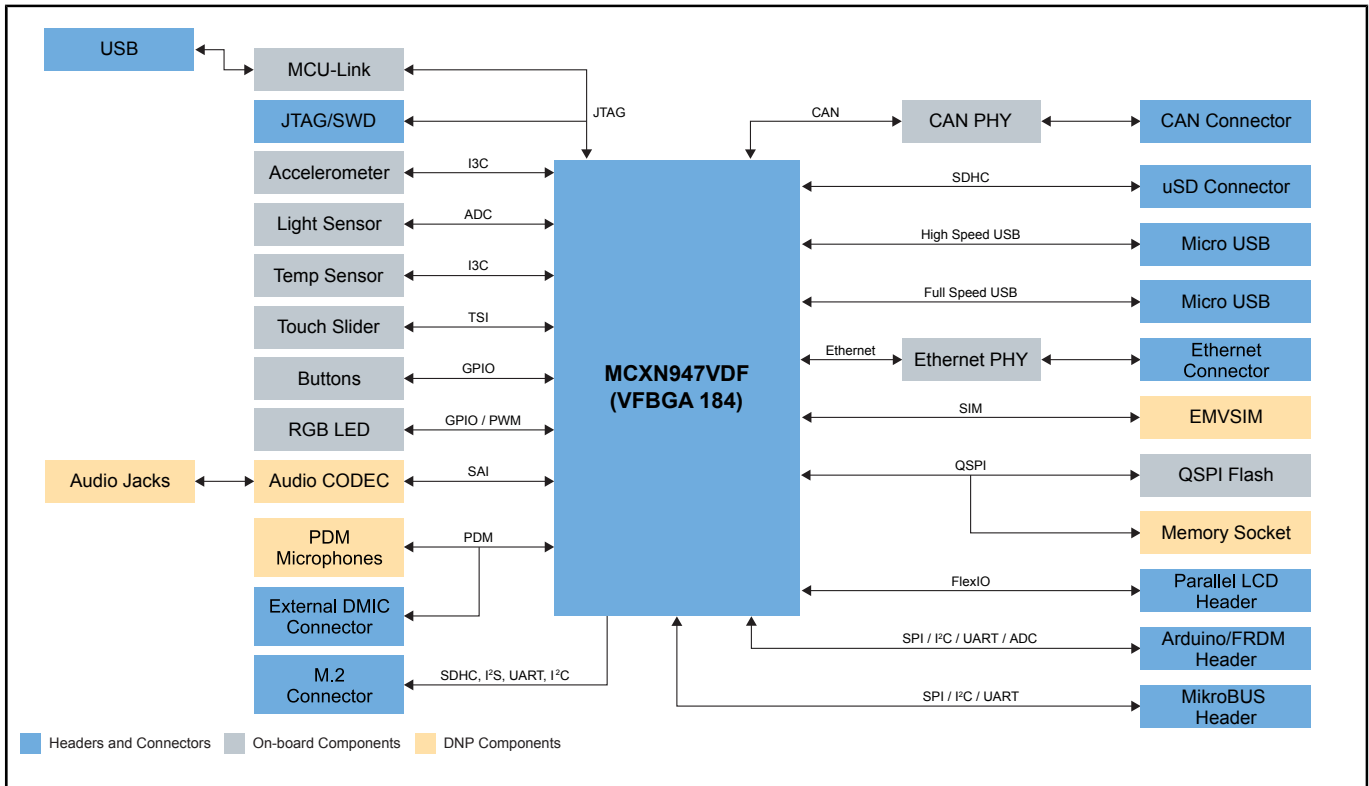 USB
MCU-Link
JTAG/SWD
JTAG
Accelerometer
I3C
Light Sensor
ADC
Temp Sensor
I3C
Touch Slider
TSI
Buttons
GPIO
RGB LED
GPIO / PWM
Audio Jacks
Audio CODEC
SAI
PDM
Microphones
PDM
External DMIC
Connector
M.2
Connector
SDHC, I²S, UART, I²C
MCXN947VDF
(VFBGA 184)
CAN
CAN PHY
CAN Connector
SDHC
uSD Connector
High Speed USB
Micro USB
Full Speed USB
Micro USB
Ethernet
Ethernet PHY
Ethernet
Connector
SIM
EMVSIM
QSPI
QSPI Flash
Memory Socket
FlexIO
Parallel LCD
Header
SPI / I²C / UART / ADC
Arduino/FRDM
Header
SPI / I²C / UART
MikroBUS
Header
Headers and Connectors
On-board Components
DNP Components